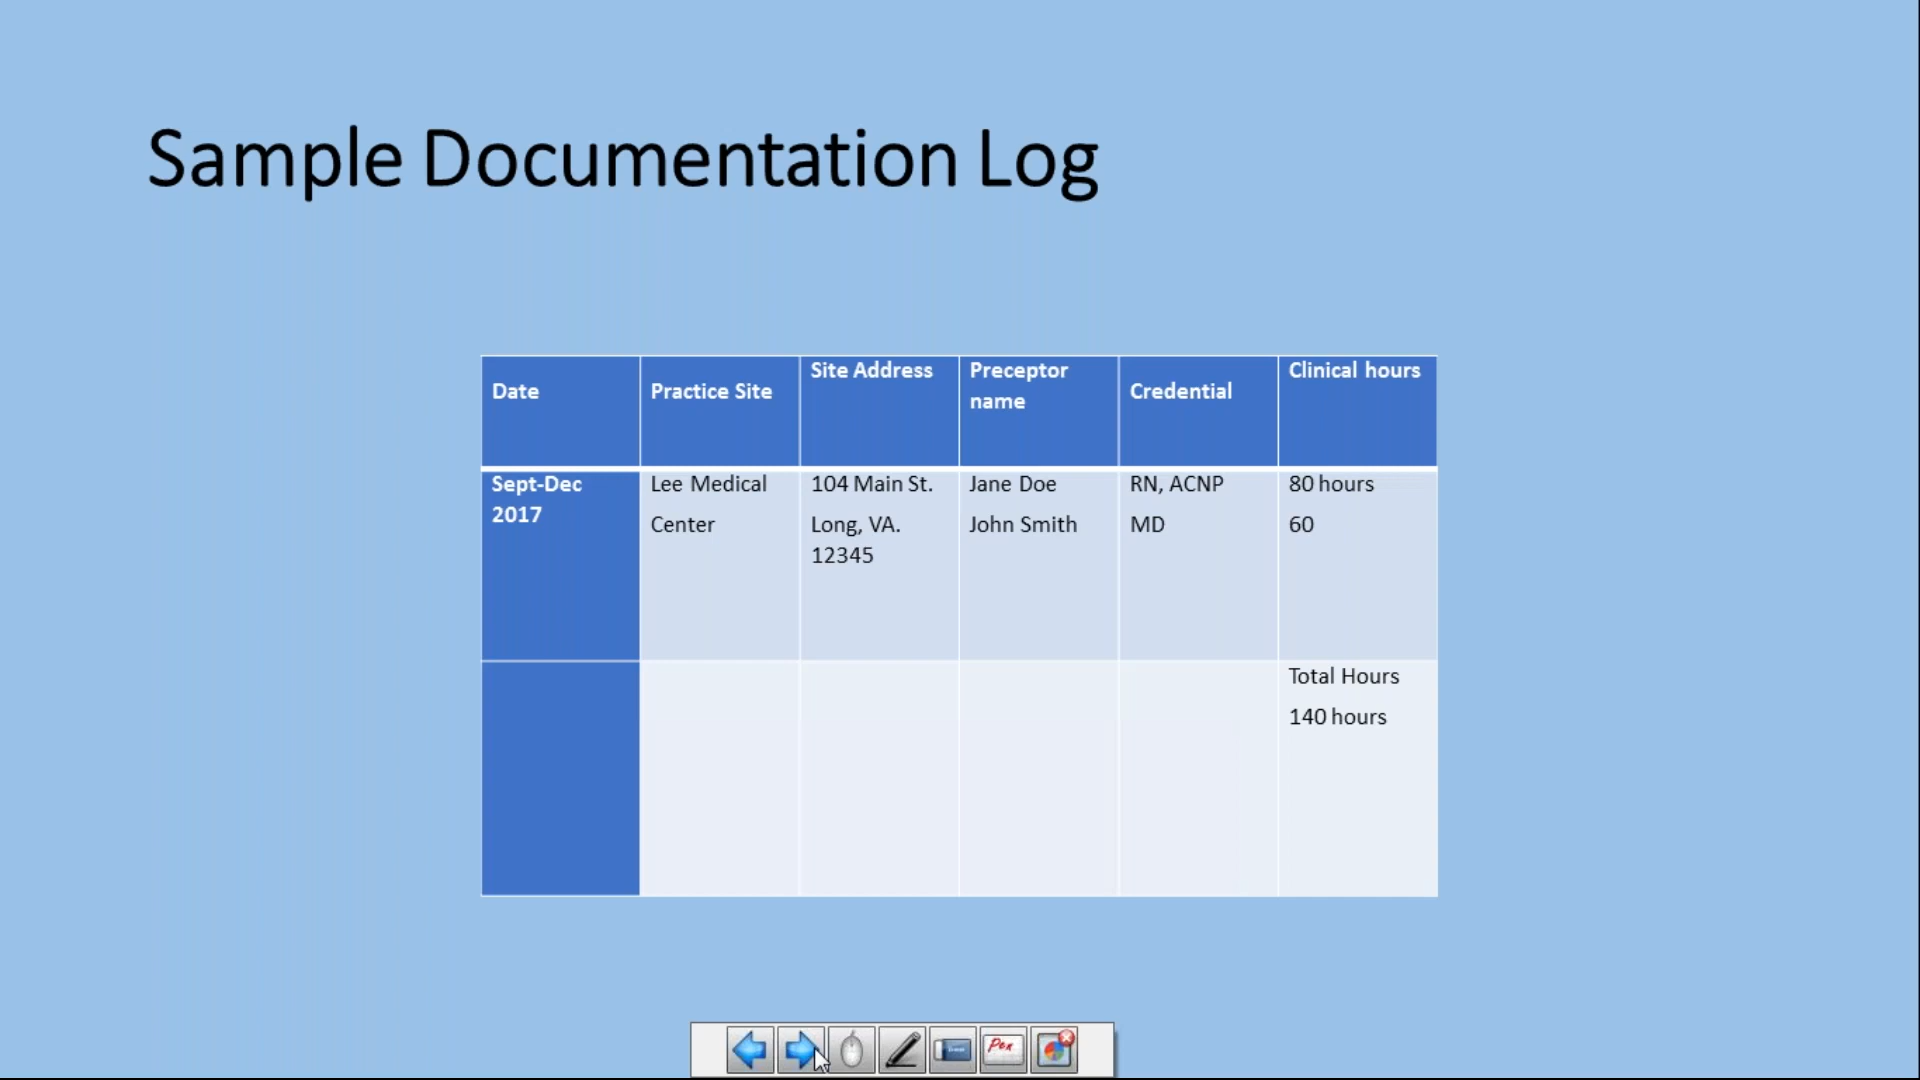 Sample Documentation Log
Date
Practice Site
Site Address
Preceptor
name
Credential
Clinical hours
Sept-Dec
2017
Lee Medical
Center
104 Main St.
Long, VA.
12345
Jane Doe
John Smith
RN, ACNP
MD
80 hours
60
Total Hours
140 hours
Pen